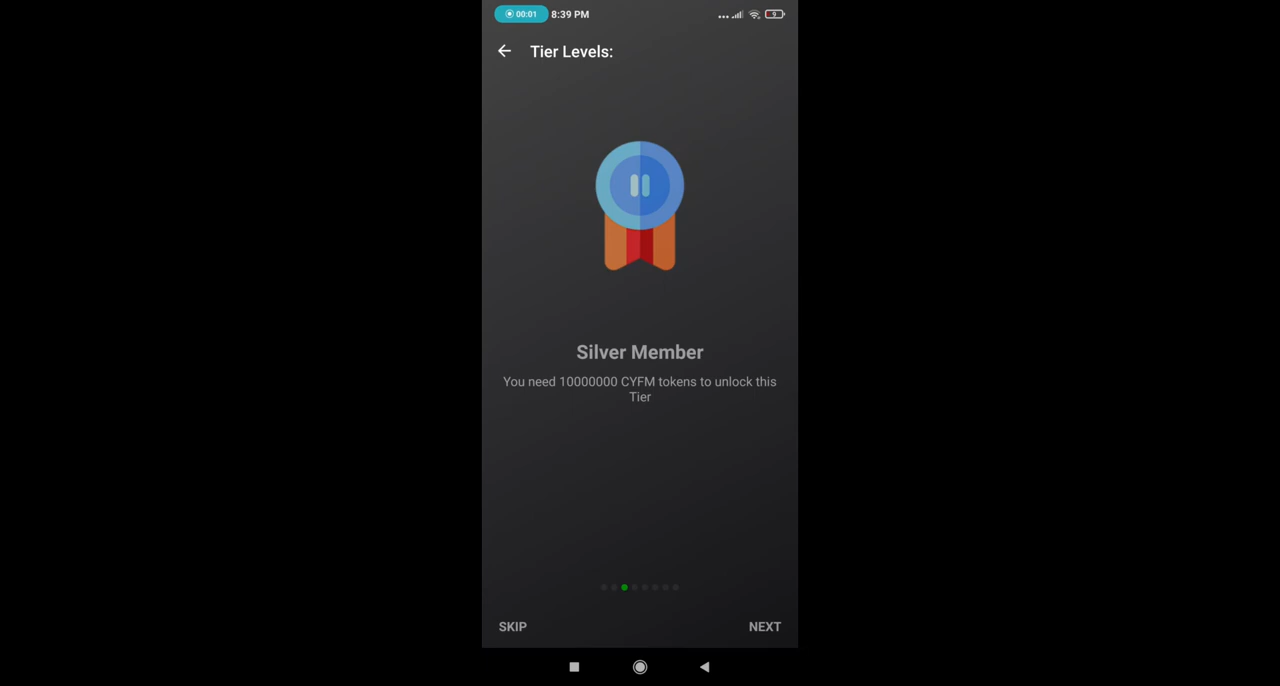 00:01 8:39 PM 9
Tier Levels:
Silver Member
You need 10000000 CYFM tokens to unlock this
Tier
SKIP NEXT